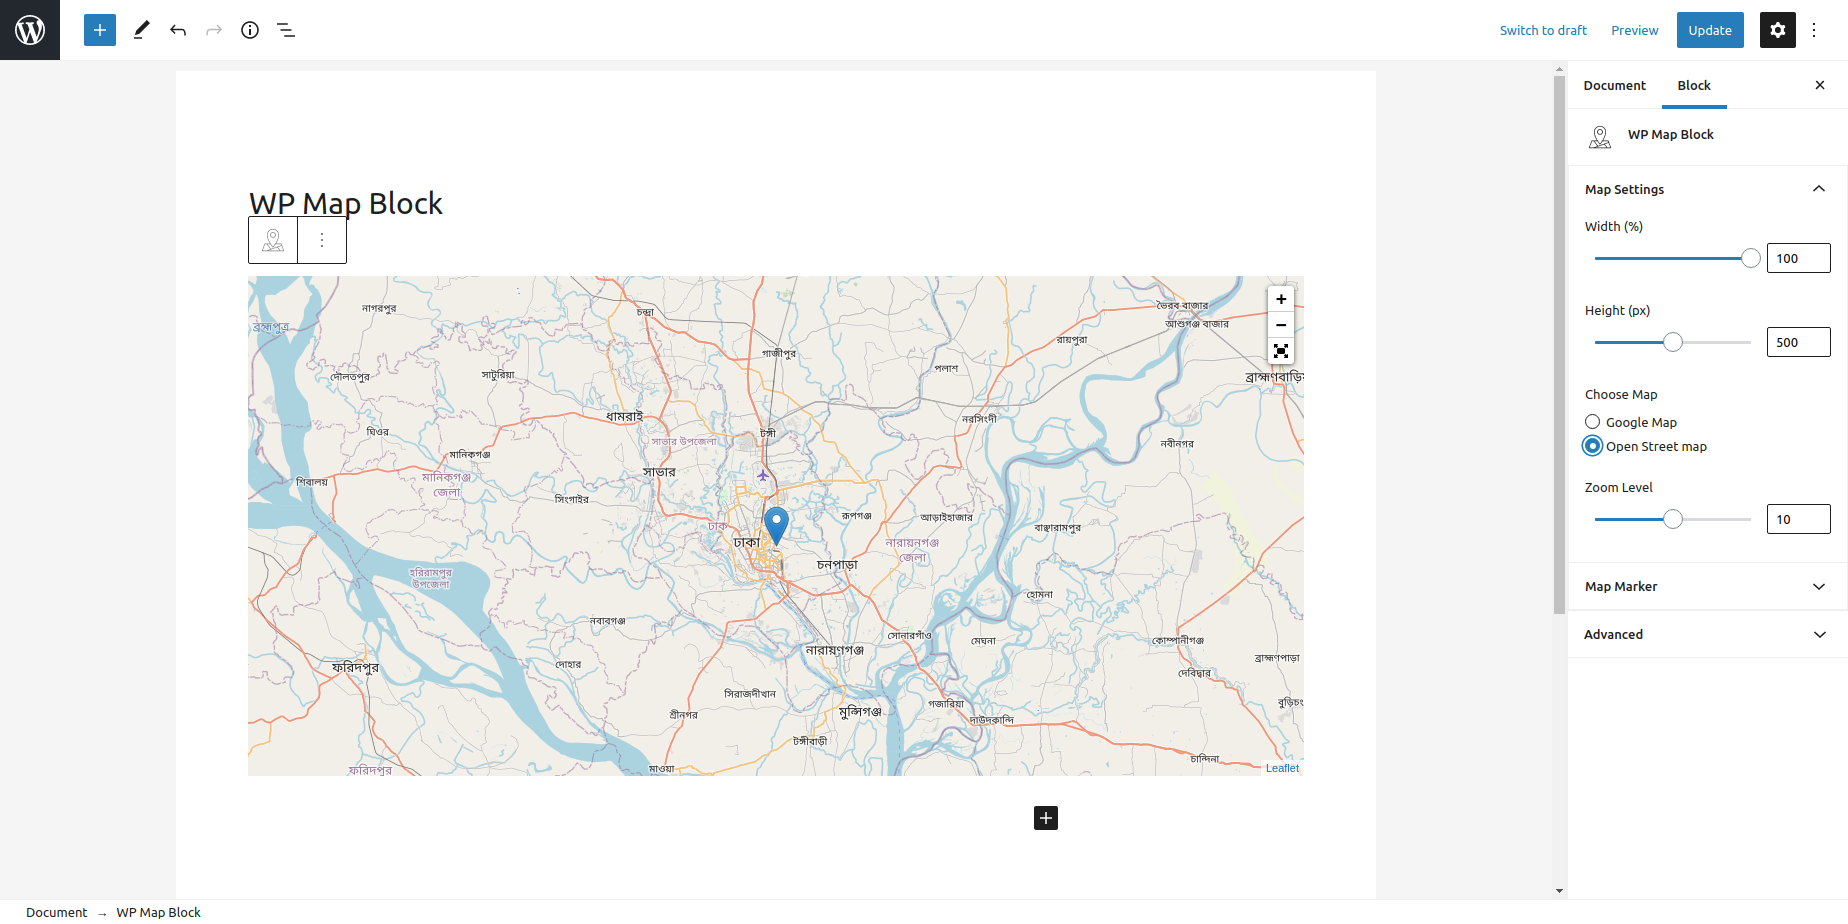 Switch to draft
Preview
Update
Document
Block
WP Map Block
Map Settings
Width (%)
100
Height (px)
500
Choose Map
Google Map
Open Street map
Zoom Level
10
Map Marker
Advanced
WP Map Block
ব্রহ্মপুত্র
নাগরপুর
চন্দ্রা
ভৈরব বাজার
আশুগঞ্জ বাজার
রায়পুরা
গাজীপুর
পলাশ
দৌলতপুর
সাটুরিয়া
ধামরাই
নরসিংদী
ঘিওর
টঙ্গী
সাভার উপজেলা
নবীনগর
মানিকগঞ্জ
সাভার
মানিকগঞ্জ
জেলা
শিবালয়
সিংগাইর
রূপগঞ্জ
আড়াইহাজার
বাঞ্ছারামপুর
ঢাকা
নারায়নগঞ্জ
জেলা
চনপাড়া
হরিরামপুর
উপজেলা
হোমনা
নবাবগঞ্জ
সোনারগাঁও
মেঘনা
কোম্পানীগঞ্জ
নারায়ণগঞ্জ
ব্রাহ্মণপাড়া
ফরিদপুর
দোহার
দেবিদ্বার
সিরাজদীখান
গজারিয়া
শ্রীনগর
মুন্সিগঞ্জ
দাউদকান্দি
টঙ্গীবাড়ী
চান্দিনা
ফরিদপুর
মাওয়া
Leaflet
Document → WP Map Block